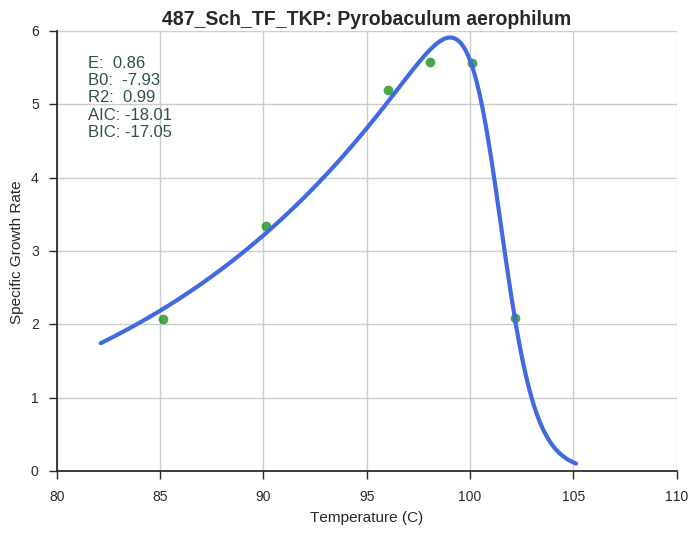 487_Sch_TF_TKP: Pyrobaculum aerophilum
E:  0.86
B0:  -7.93
R2:  0.99
AIC: -18.01
BIC: -17.05
Specific Growth Rate
6
5
4
3
2
1
0
80 85 90 95 100 105 110
Temperature (C)